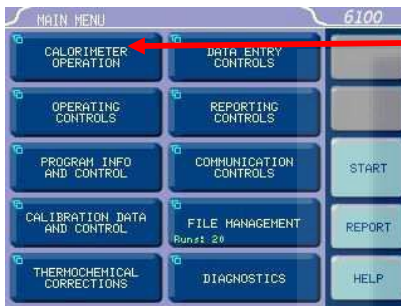 MAIN MENU
6100
CALORIMETER
OPERATION
DATA ENTRY
CONTROLS
OPERATING
CONTROLS
REPORTING
CONTROLS
PROGRAM INFO
AND CONTROL
COMMUNICATION
CONTROLS
START
CALIBRATION DATA
AND CONTROL
FILE MANAGEMENT
Runs: 20
REPORT
THERMOCHEMICAL
CORRECTIONS
DIAGNOSTICS
HELP